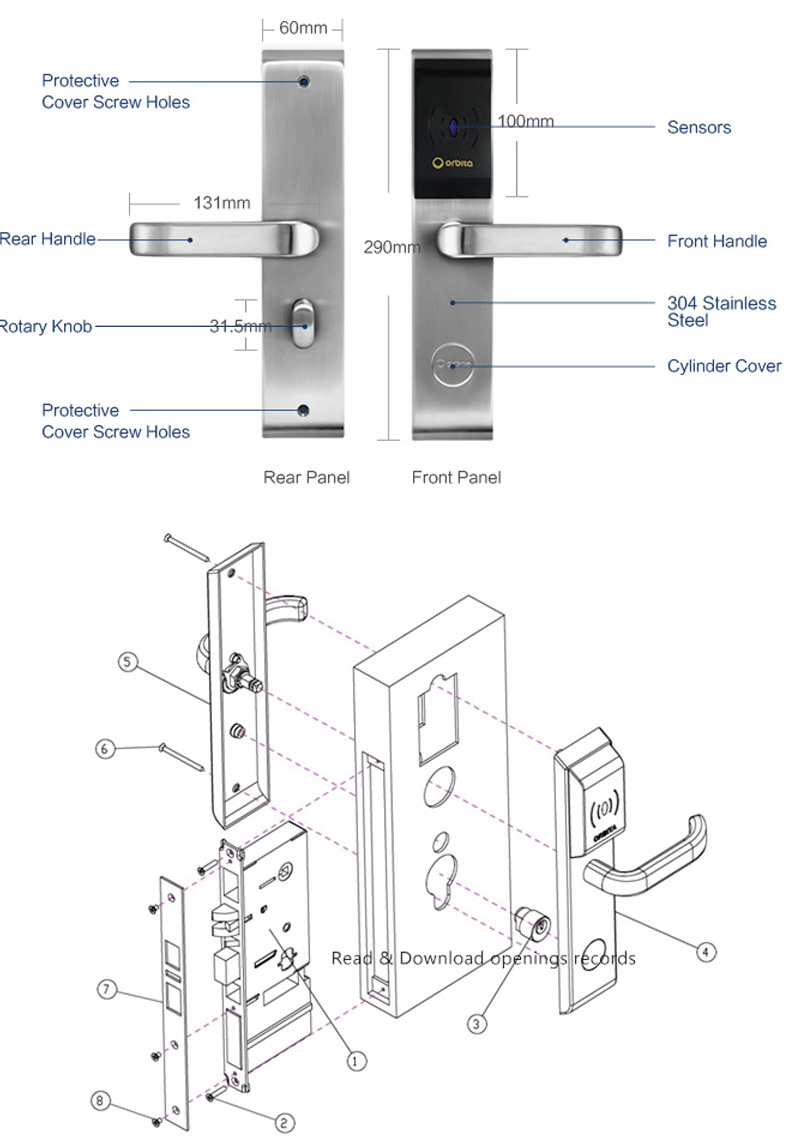 60mm
Protective
Cover Screw Holes
100mm
Sensors
orbita
131mm
Rear Handle
290mm
Front Handle
Rotary Knob
31.5mm
304 Stainless
Steel
Cylinder Cover
Protective
Cover Screw Holes
Rear Panel
Front Panel
5
6
ORBITA
Read & Download openings records
4
7
3
1
8
2